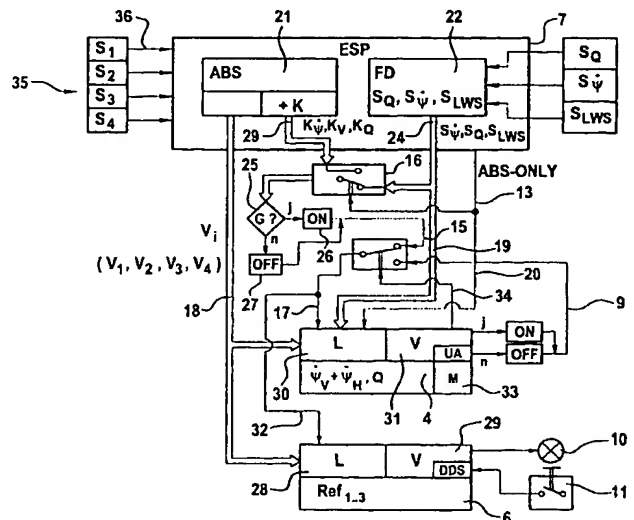 36
21
22
7
ESP
S1
S2
S3
S4
35
ABS
+ K
FD
SQ, Sψ̇, SLWS
SQ
Sψ̇
SLWS
29
Kψ̇, KV, KQ
24
Sψ̇, SQ, SLWS
16
ABS-ONLY
13
25
G ?
j
ON
n
26
15
OFF
27
19
20
Vi
(V1, V2, V3, V4)
18
17
34
9
L
V
j
ON
UA
n
OFF
30
ψ̇V + ψ̇H, Q
31
4
M
33
32
29
L
V
10
DDS
28
11
Ref1..3
6